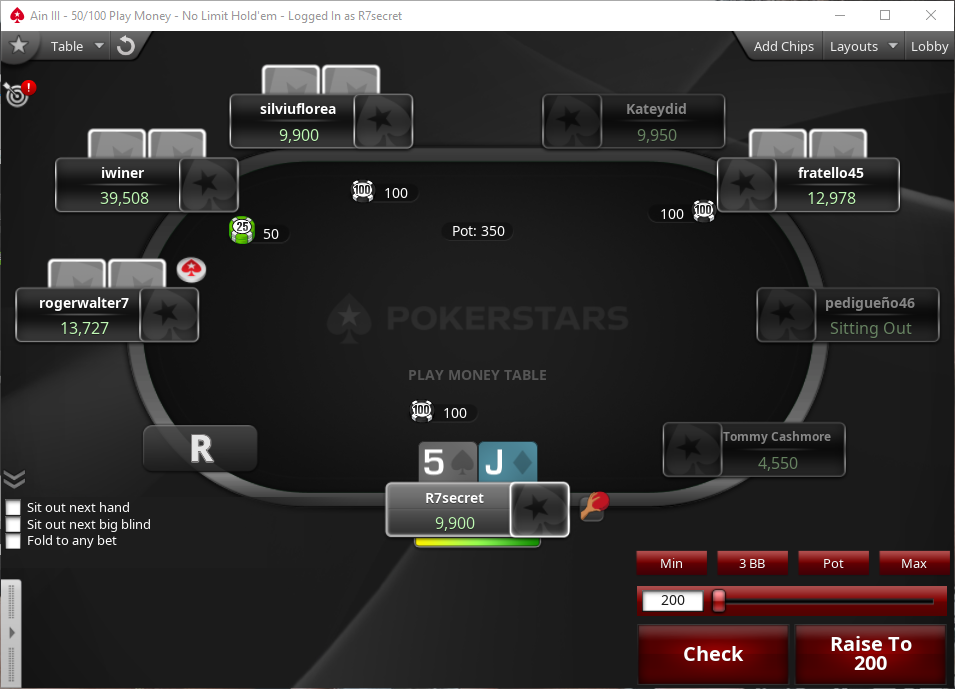 Ain III - 50/100 Play Money - No Limit Hold'em - Logged In as R7secret
Table
Add Chips
Layouts
Lobby
!
silviuflorea
9,900
Kateydid
9,950
iwiner
39,508
fratello45
12,978
100
100
100
100
25
50
Pot: 350
rogerwalter7
13,727
pedigueño46
Sitting Out
POKERSTARS
PLAY MONEY TABLE
100
100
R
5
J
Tommy Cashmore
4,550
R7secret
9,900
Sit out next hand
Sit out next big blind
Fold to any bet
Min
3 BB
Pot
Max
200
Check
Raise To
200